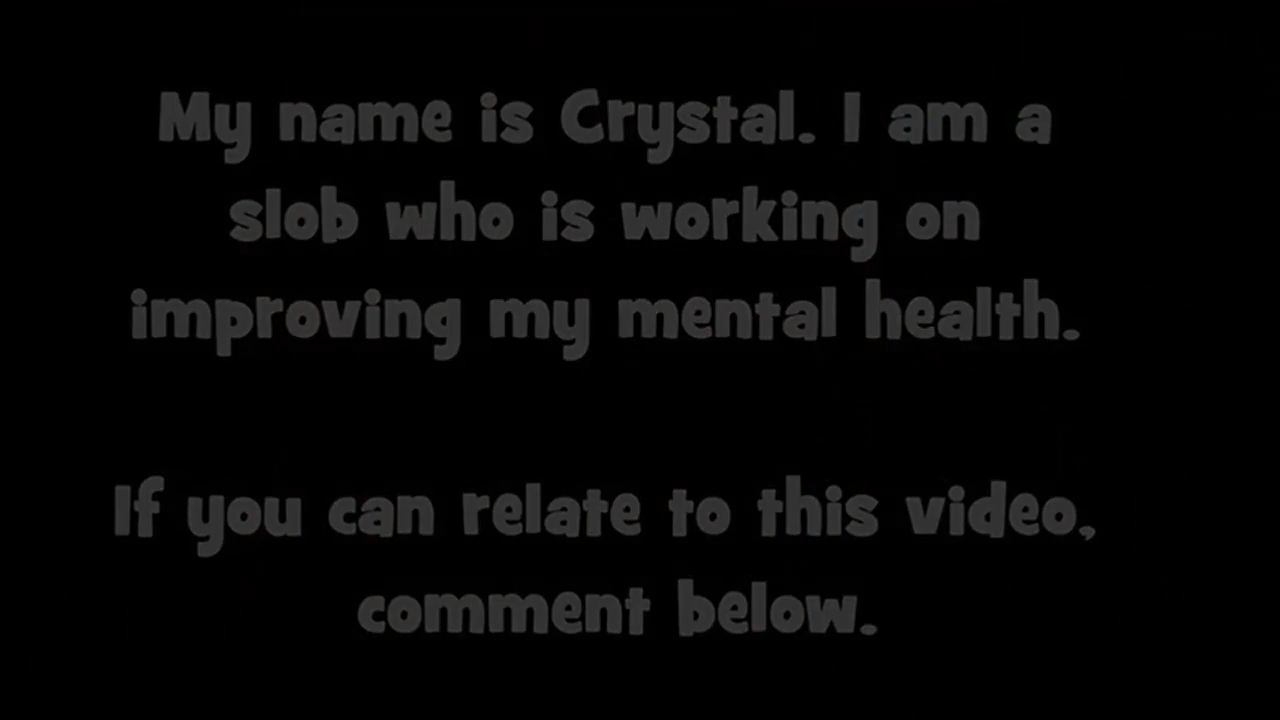 My name is Crystal. I am a
slob who is working on
improving my mental health.
If you can relate to this video,
comment below.